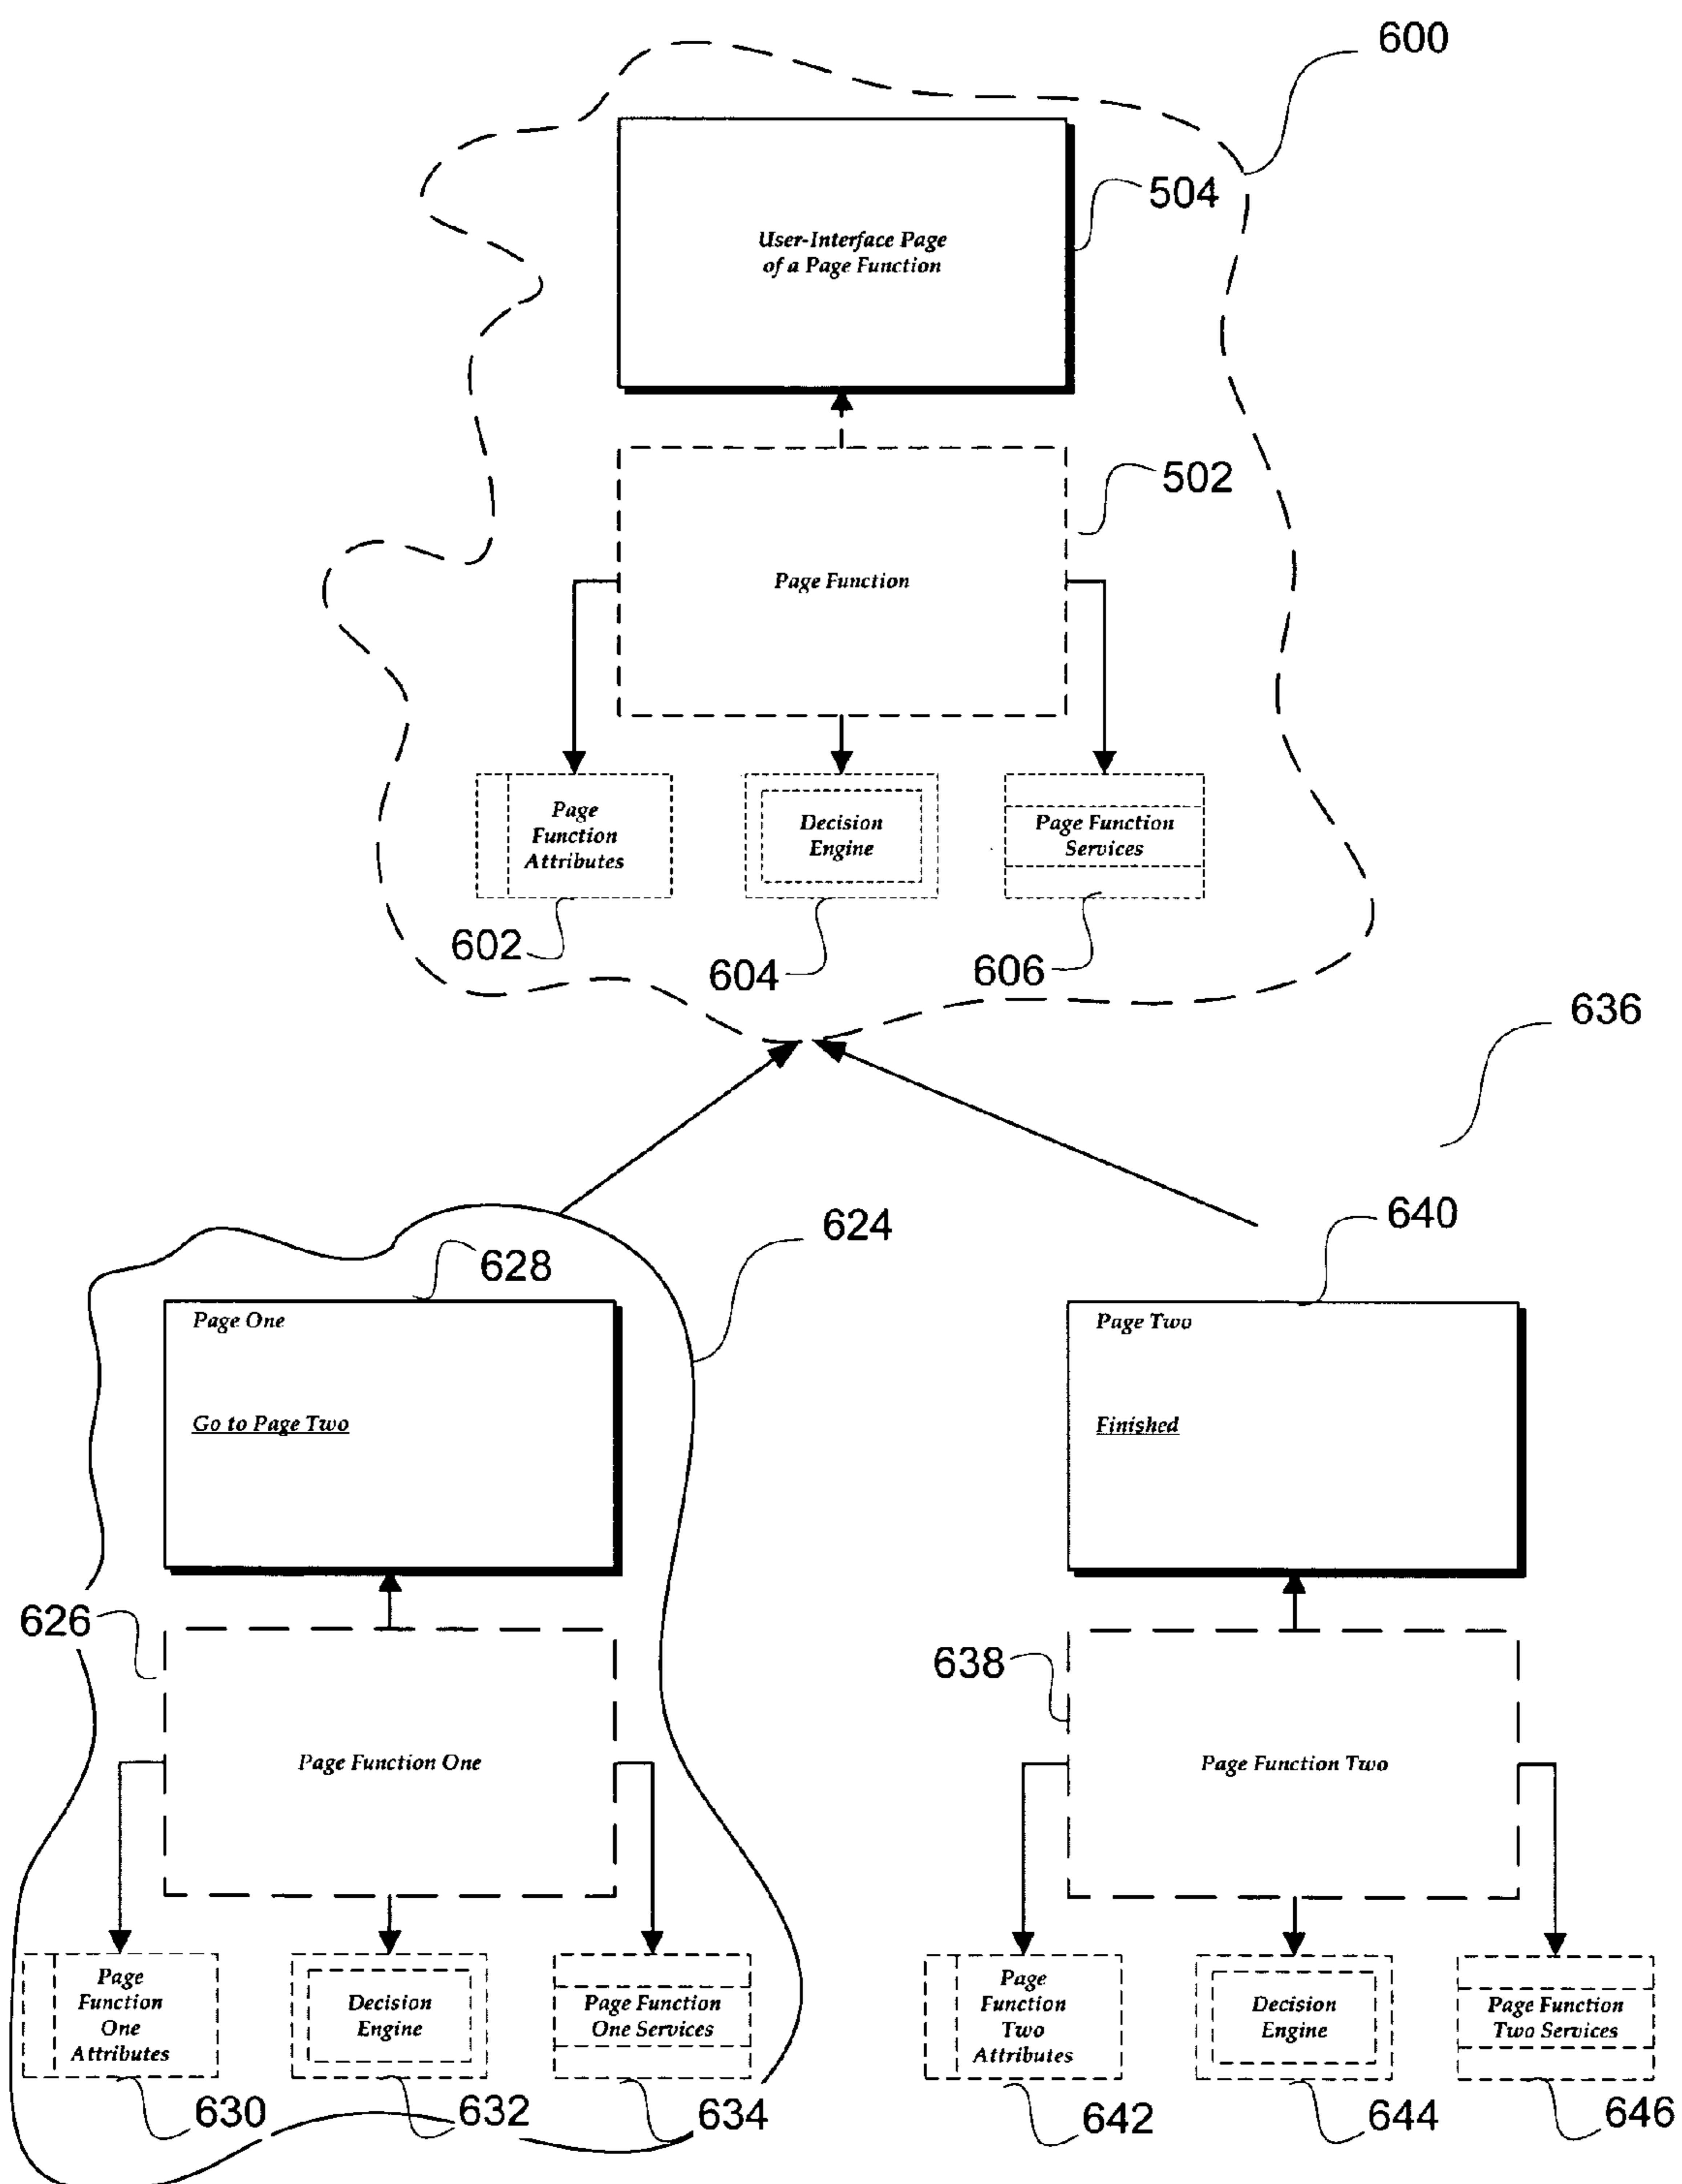 600
504
User-Interface Page
of a Page Function
502
Page Function
Page
Function
Attributes
Decision
Engine
Page Function
Services
602
604
606
636
624
640
628
Page One
Go to Page Two
Page Two
Finished
626
638
Page Function One
Page Function Two
Page
Function
One
Attributes
Decision
Engine
Page Function
One Services
Page
Function
Two
Attributes
Decision
Engine
Page Function
Two Services
630
632
634
642
644
646